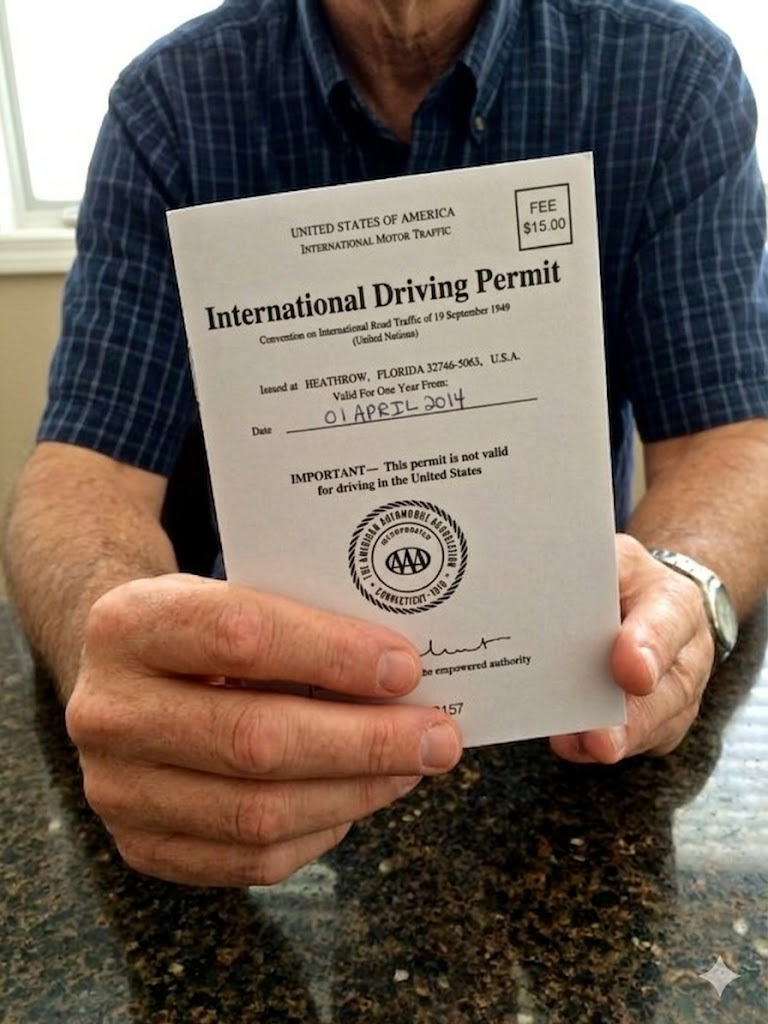 UNITED STATES OF AMERICA
INTERNATIONAL MOTOR TRAFFIC
FEE
$15.00
International Driving Permit
Convention on International Road Traffic of 19 September 1949
(United Nations)
Issued at HEATHROW, FLORIDA 32746-5063, U.S.A.
Valid For One Year From:
Date 01 APRIL 2014
IMPORTANT— This permit is not valid
for driving in the United States
THE AMERICAN AUTOMOBILE ASSOCIATION
INCORPORATED
AAA
CONNECTICUT · 1910
empowered authority
157